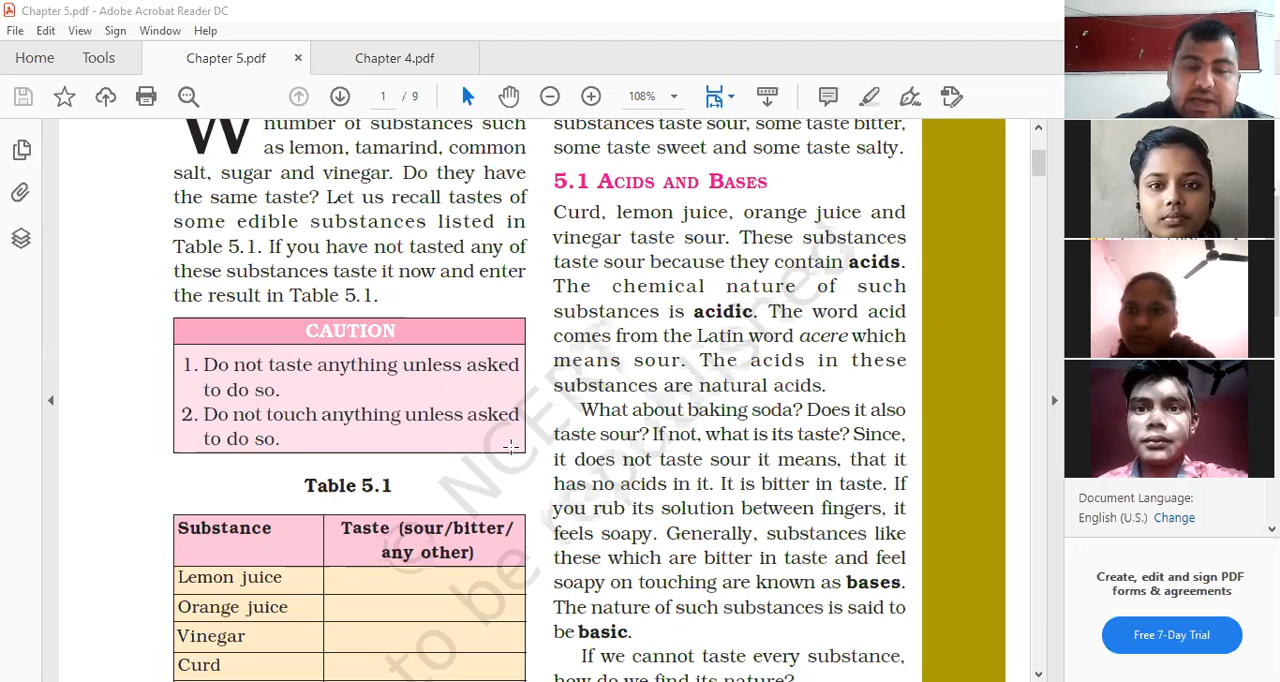 Chapter 5.pdf - Adobe Acrobat Reader DC
File Edit View Sign Window Help
Home Tools Chapter 5.pdf × Chapter 4.pdf
1 / 9 108%
W number of substances such
as lemon, tamarind, common
salt, sugar and vinegar. Do they have
the same taste? Let us recall tastes of
some edible substances listed in
Table 5.1. If you have not tasted any of
these substances taste it now and enter
the result in Table 5.1.
CAUTION
1. Do not taste anything unless asked
to do so.
2. Do not touch anything unless asked
to do so.
Table 5.1
Substance Taste (sour/bitter/
any other)
Lemon juice
Orange juice
Vinegar
Curd
substances taste sour, some taste bitter,
some taste sweet and some taste salty.
5.1 ACIDS AND BASES
Curd, lemon juice, orange juice and
vinegar taste sour. These substances
taste sour because they contain acids.
The chemical nature of such
substances is acidic. The word acid
comes from the Latin word acere which
means sour. The acids in these
substances are natural acids.
What about baking soda? Does it also
taste sour? If not, what is its taste? Since,
it does not taste sour it means, that it
has no acids in it. It is bitter in taste. If
you rub its solution between fingers, it
feels soapy. Generally, substances like
these which are bitter in taste and feel
soapy on touching are known as bases.
The nature of such substances is said to
be basic.
If we cannot taste every substance,
how do we find its nature?
© NCERT
to be republished
Document Language:
English (U.S.) Change
Create, edit and sign PDF
forms & agreements
Free 7-Day Trial